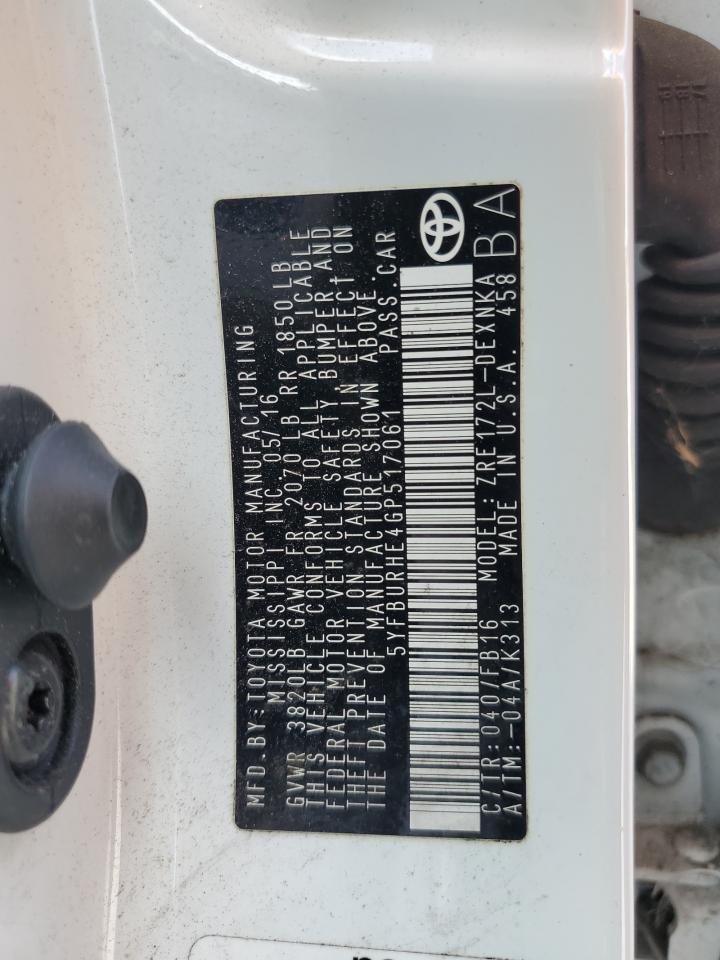 MFD.BY:TOYOTA MOTOR MANUFACTURING
MISSISSIPPI INC.05/16
GVWR 3820LB GAWR FR 2070 LB RR 1850 LB
THIS VEHICLE CONFORMS TO ALL APPLICABLE
FEDERAL MOTOR VEHICLE SAFETY, BUMPER, AND
THEFT PREVENTION STANDARDS IN EFFECT ON
THE DATE OF MANUFACTURE SHOWN ABOVE.
5YFBURHE4GP517061 PASS.CAR
C/TR:040/FB16 MODEL:ZRE172L-DEXNKA
A/TM:-04A/K313 MADE IN U.S.A. 458
BA